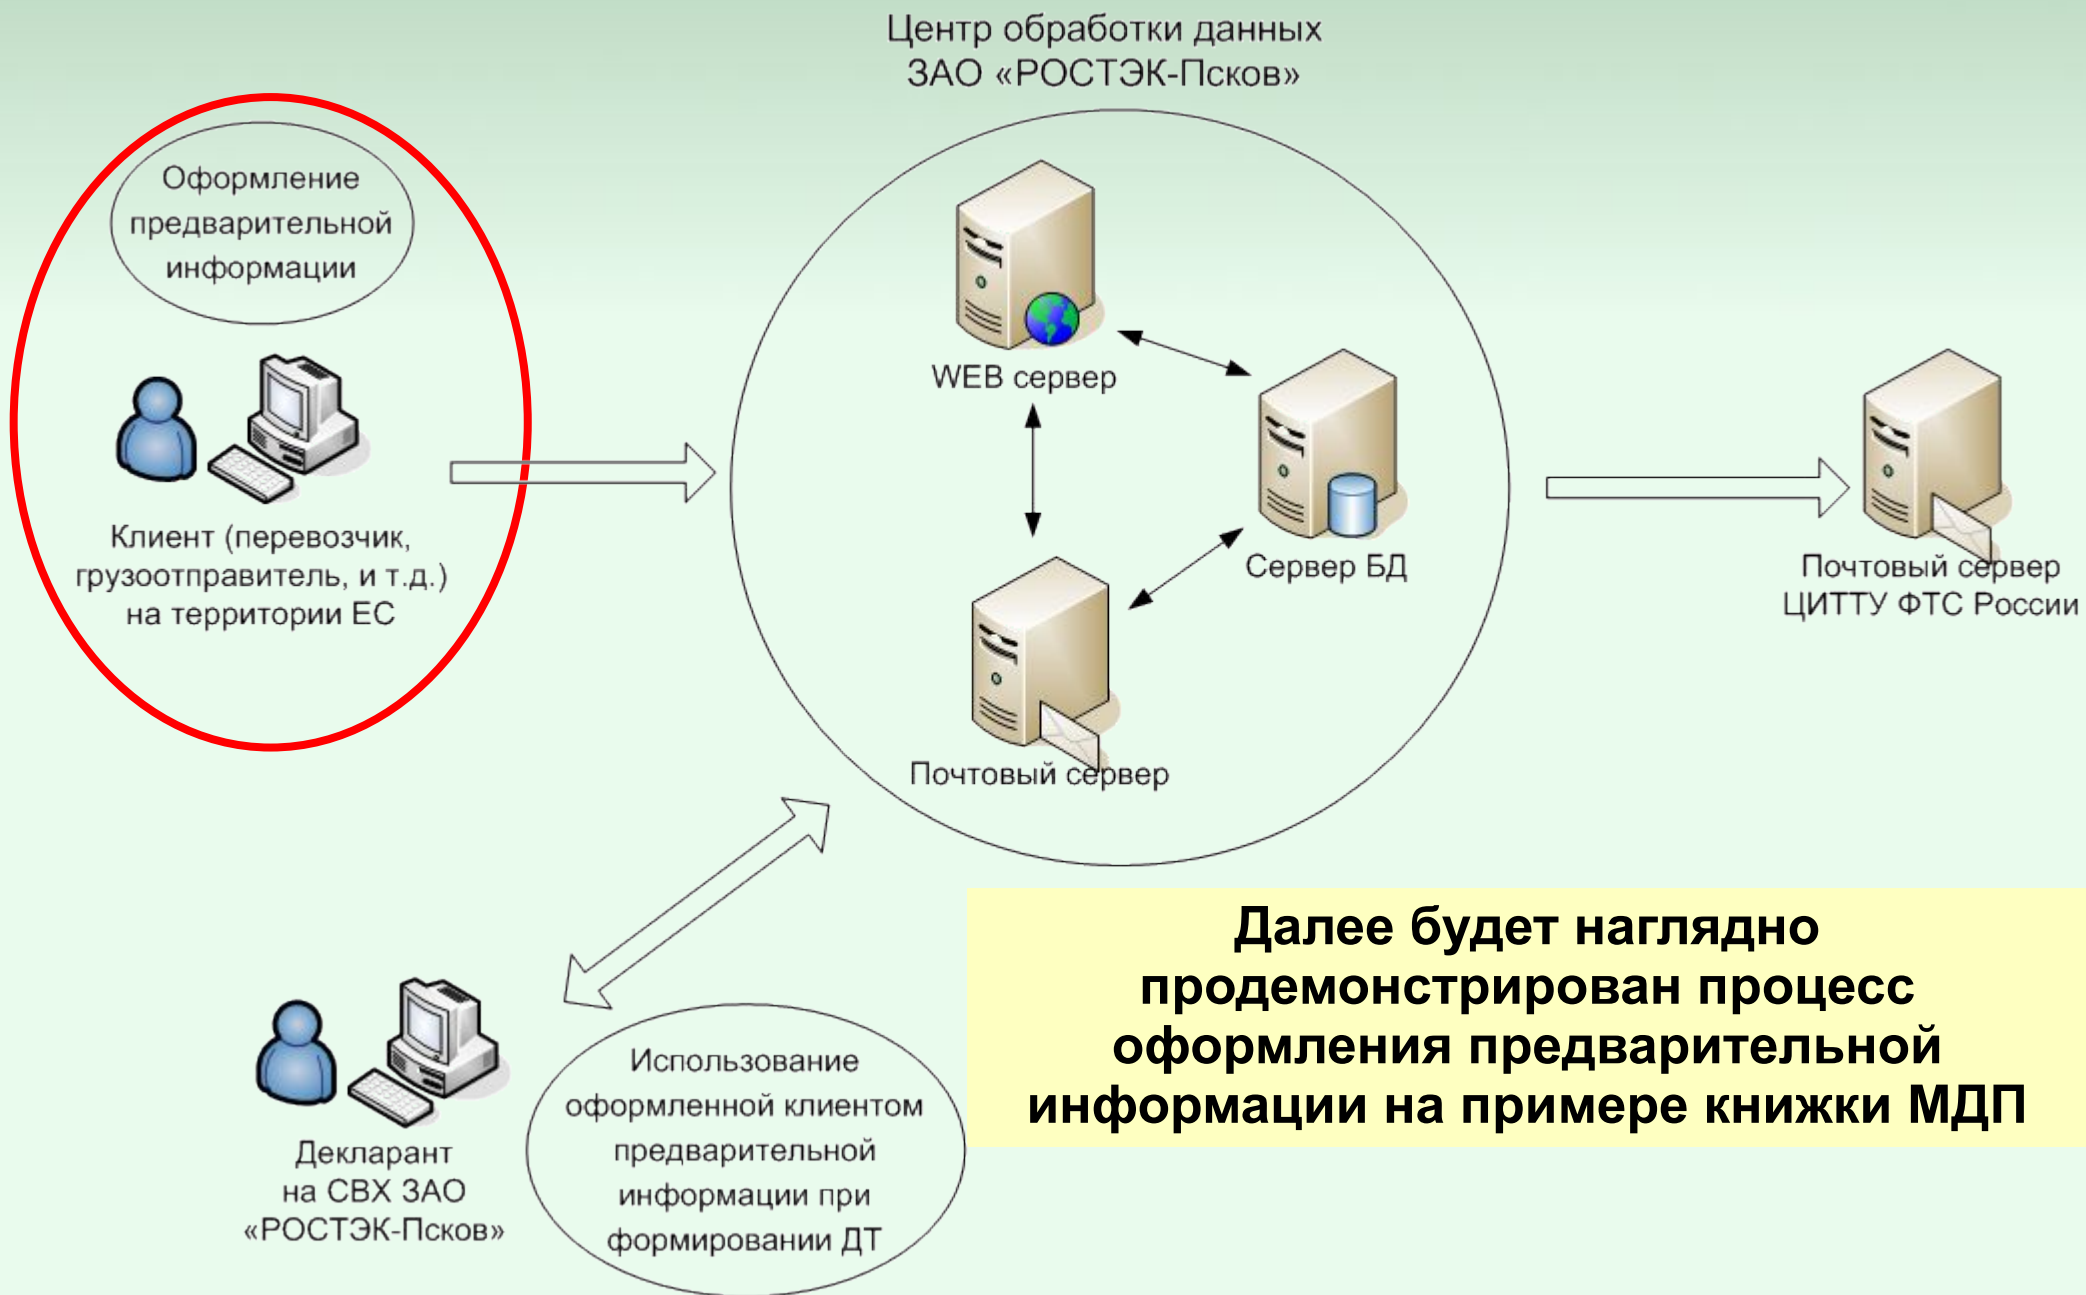 Центр обработки данных
ЗАО «РОСТЭК-Псков»
Оформление
предварительной
информации
Клиент (перевозчик,
грузоотправитель, и т.д.)
на территории ЕС
WEB сервер
Сервер БД
Почтовый сервер
Почтовый сервер
ЦИТТУ ФТС России
Декларант
на СВХ ЗАО
«РОСТЭК-Псков»
Использование
оформленной клиентом
предварительной
информации при
формировании ДТ
Далее будет наглядно
продемонстрирован процесс
оформления предварительной
информации на примере книжки МДП